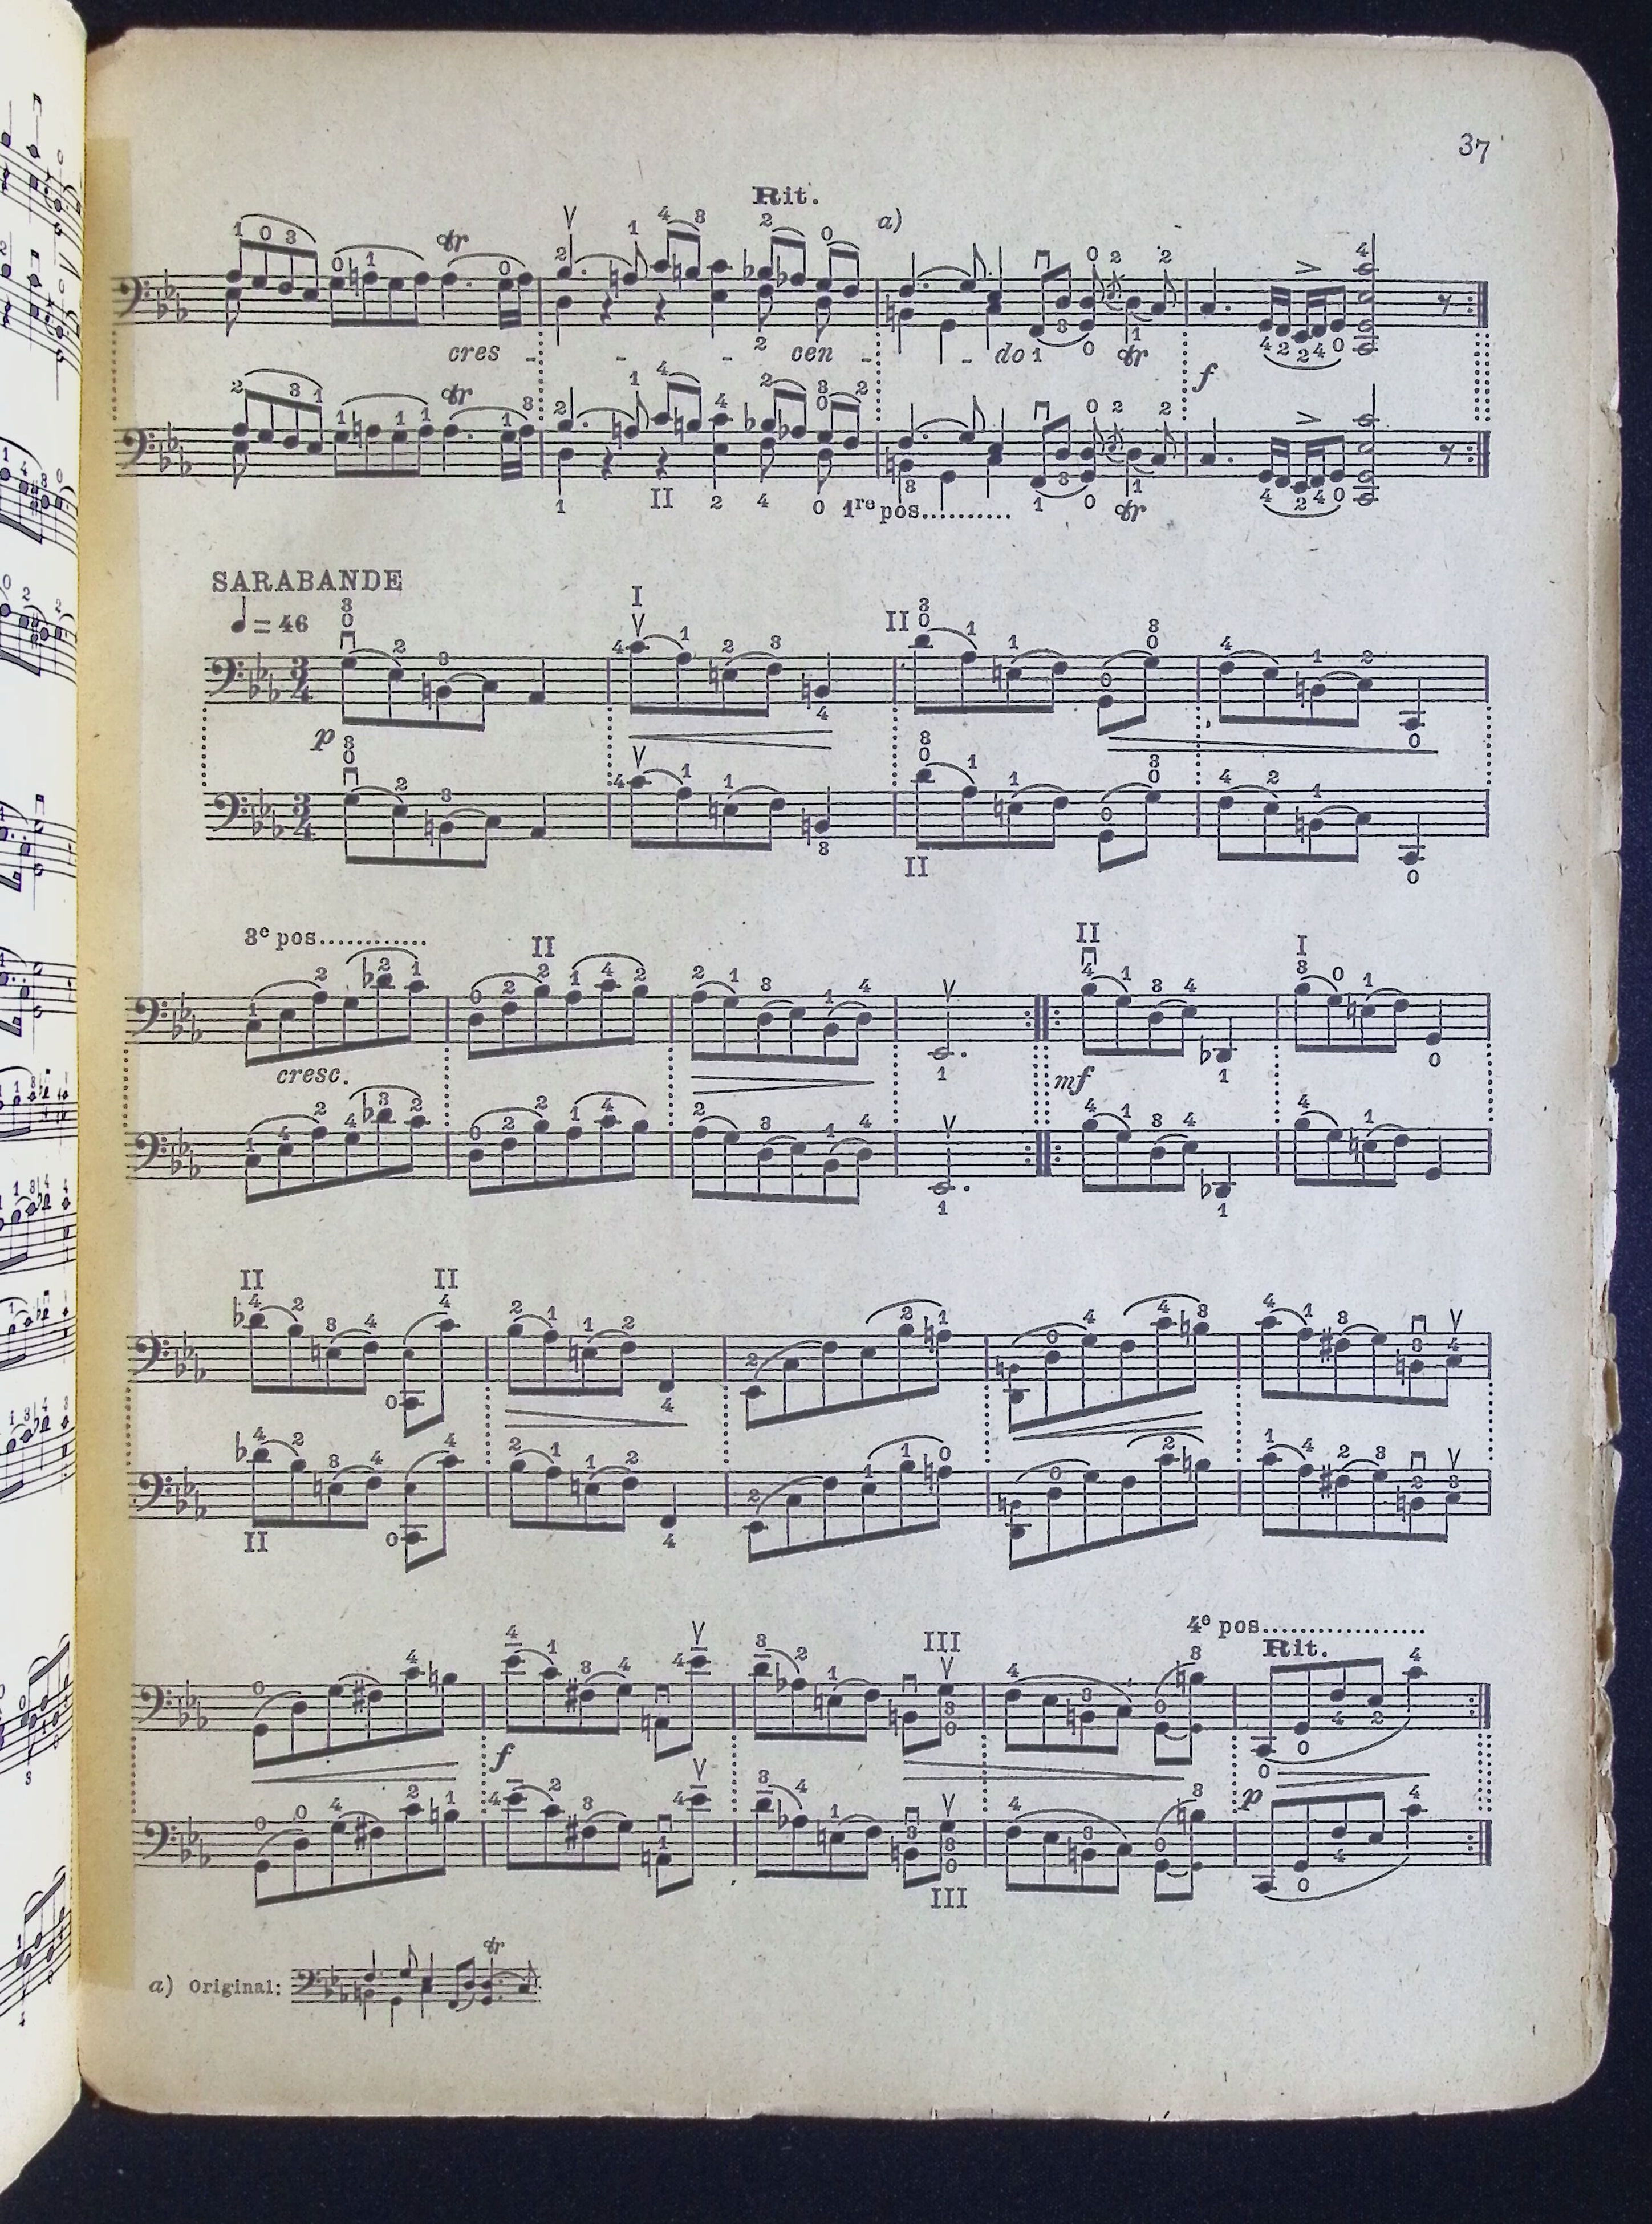 37
Rit.
a)
cres - - - cen - - do
f
II
1re pos............
SARABANDE
♩ = 46
I
II
p
II
3e pos............
II
II
I
cresc.
mf
II
II
II
4e pos....................
III
Rit.
f
p
III
a) Original: